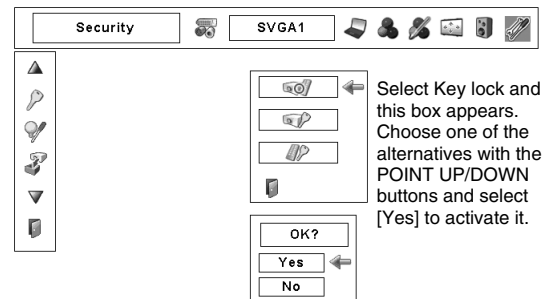 Security
SVGA1
Select Key lock and
this box appears.
Choose one of the
alternatives with the
POINT UP/DOWN
buttons and select
[Yes] to activate it.
OK?
Yes
No